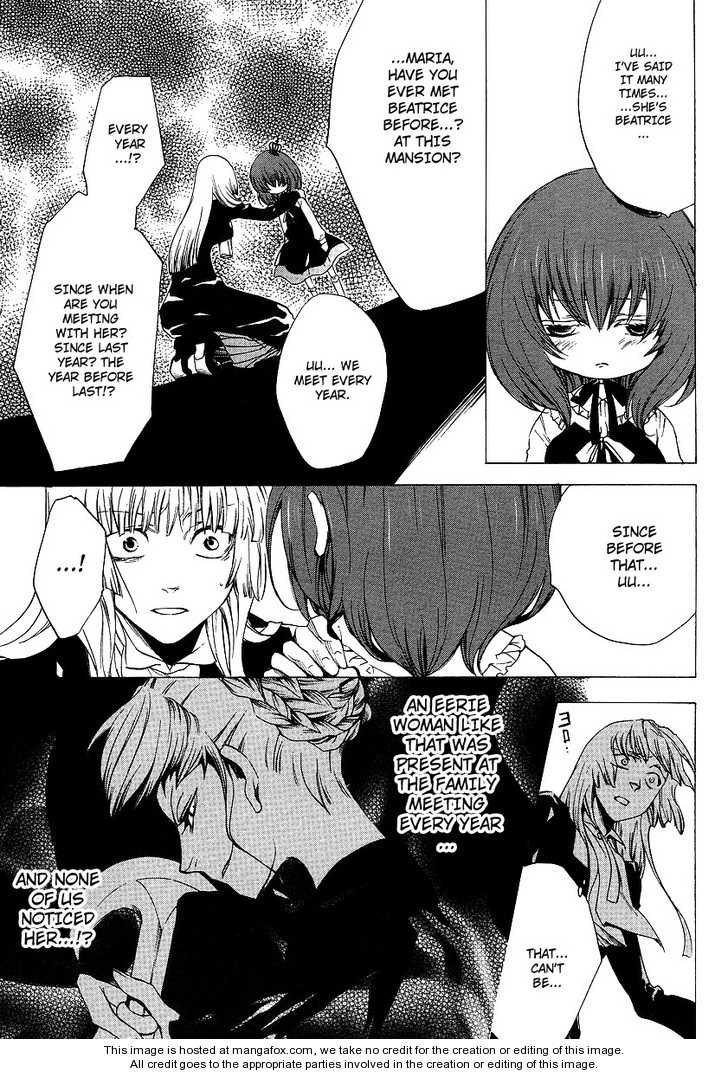 UU...
I'VE SAID
IT MANY
TIMES...
...SHE'S
BEATRICE
...
...MARIA,
HAVE YOU
EVER MET
BEATRICE
BEFORE...?
AT THIS
MANSION?
UU... WE
MEET EVERY
YEAR.
EVERY
YEAR
...!?
SINCE WHEN
ARE YOU
MEETING
WITH HER?
SINCE LAST
YEAR? THE
YEAR BEFORE
LAST!?
SINCE
BEFORE
THAT...
UU...
...!
ヨロ...
THAT...
CAN'T
BE...
AN EERIE
WOMAN LIKE
THAT WAS
PRESENT AT
THE FAMILY
MEETING
EVERY YEAR
...
AND NONE
OF US
NOTICED
HER...!?
This image is hosted at mangafox.com, we take no credit for the creation or editing of this image.
All credit goes to the appropriate parties involved in the creation or editing of this image.